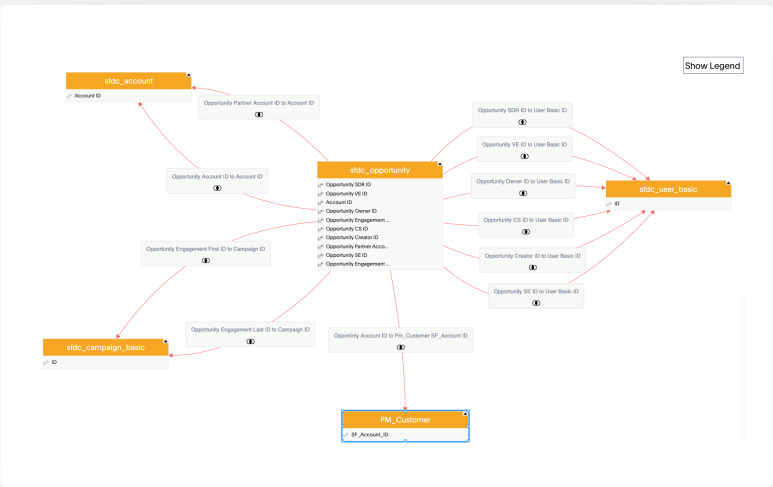 Show Legend
sfdc_account
Account ID
Opportunity Partner Account ID to Account ID
Opportunity Account ID to Account ID
sfdc_opportunity
Opportunity SDR ID
Opportunity VE ID
Account ID
Opportunity Owner ID
Opportunity Engagement ...
Opportunity CS ID
Opportunity Creator ID
Opportunity Partner Acco...
Opportunity SE ID
Opportunity Engagement ...
Opportunity SDR ID to User Basic ID
Opportunity VE ID to User Basic ID
Opportunity Owner ID to User Basic ID
Opportunity CS ID to User Basic ID
Opportunity Creator ID to User Basic ID
Opportunity SE ID to User Basic ID
sfdc_user_basic
ID
Opportunity Engagement First ID to Campaign ID
Opportunity Engagement Last ID to Campaign ID
sfdc_campaign_basic
ID
Opportinty Account ID to Pm_Customer SF_Account ID
PM_Customer
SF_Account_ID